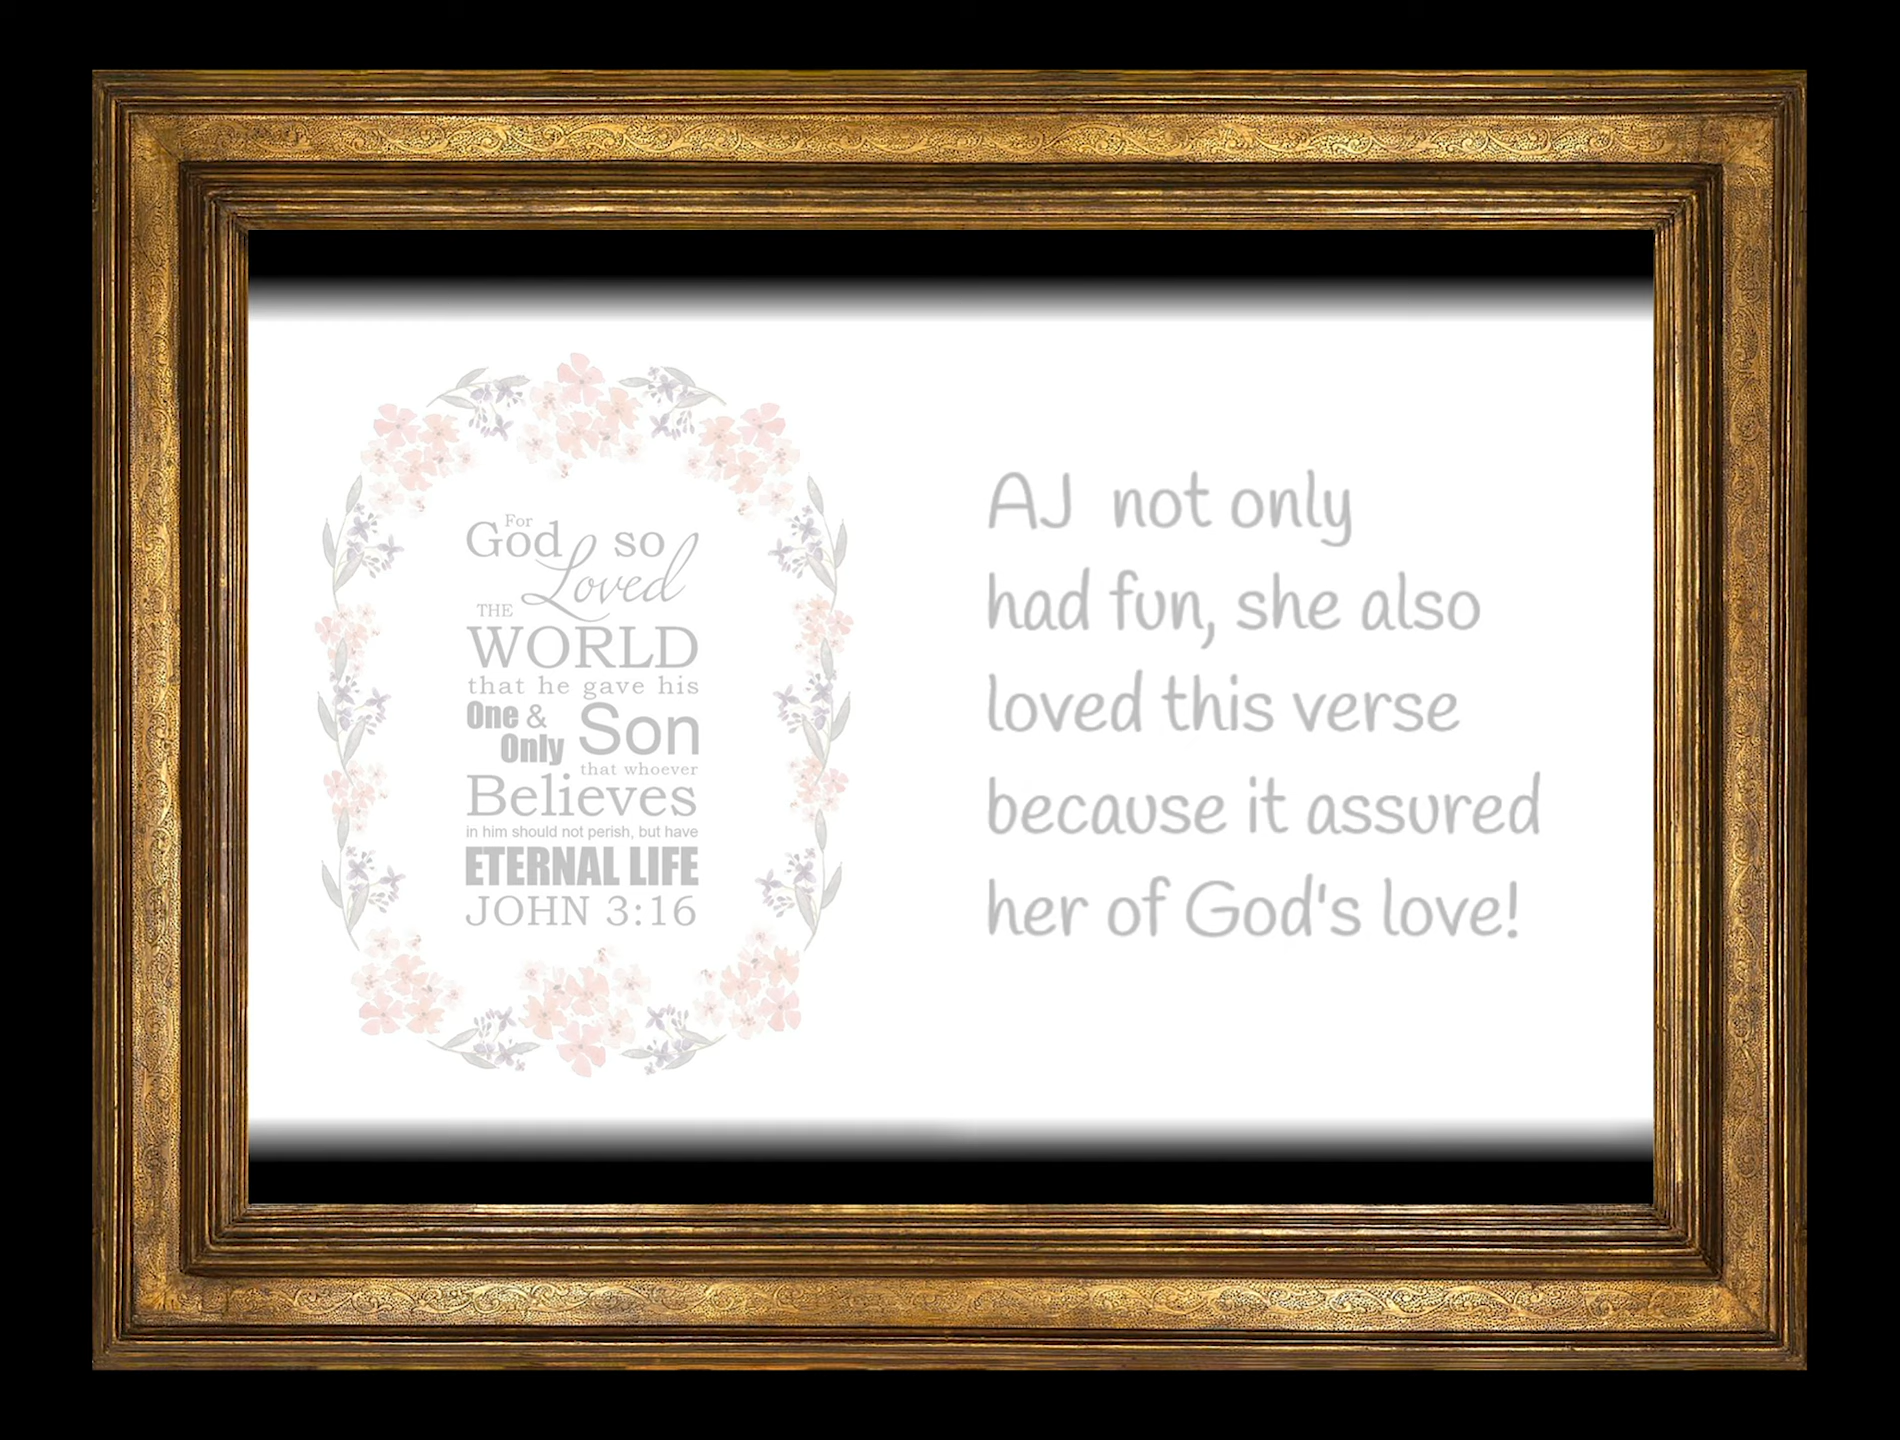 For
God so
Loved
THE
WORLD
that he gave his
One &
Only Son
that whoever
Believes
in him should not perish, but have
ETERNAL LIFE
JOHN 3:16
AJ not only
had fun, she also
loved this verse
because it assured
her of God's love!